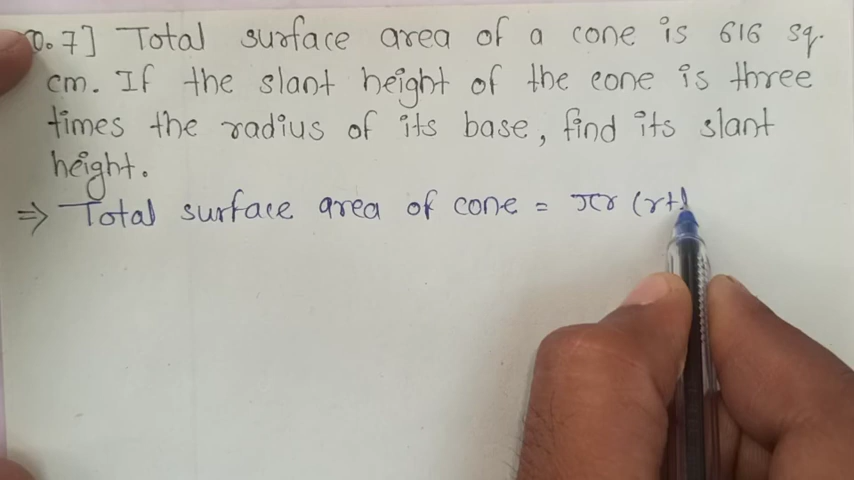 Q.7] Total surface area of a cone is 616 sq.
cm. If the slant height of the cone is three
times the radius of its base, find its slant
height.
⇒ Total surface area of cone = πr (r+l